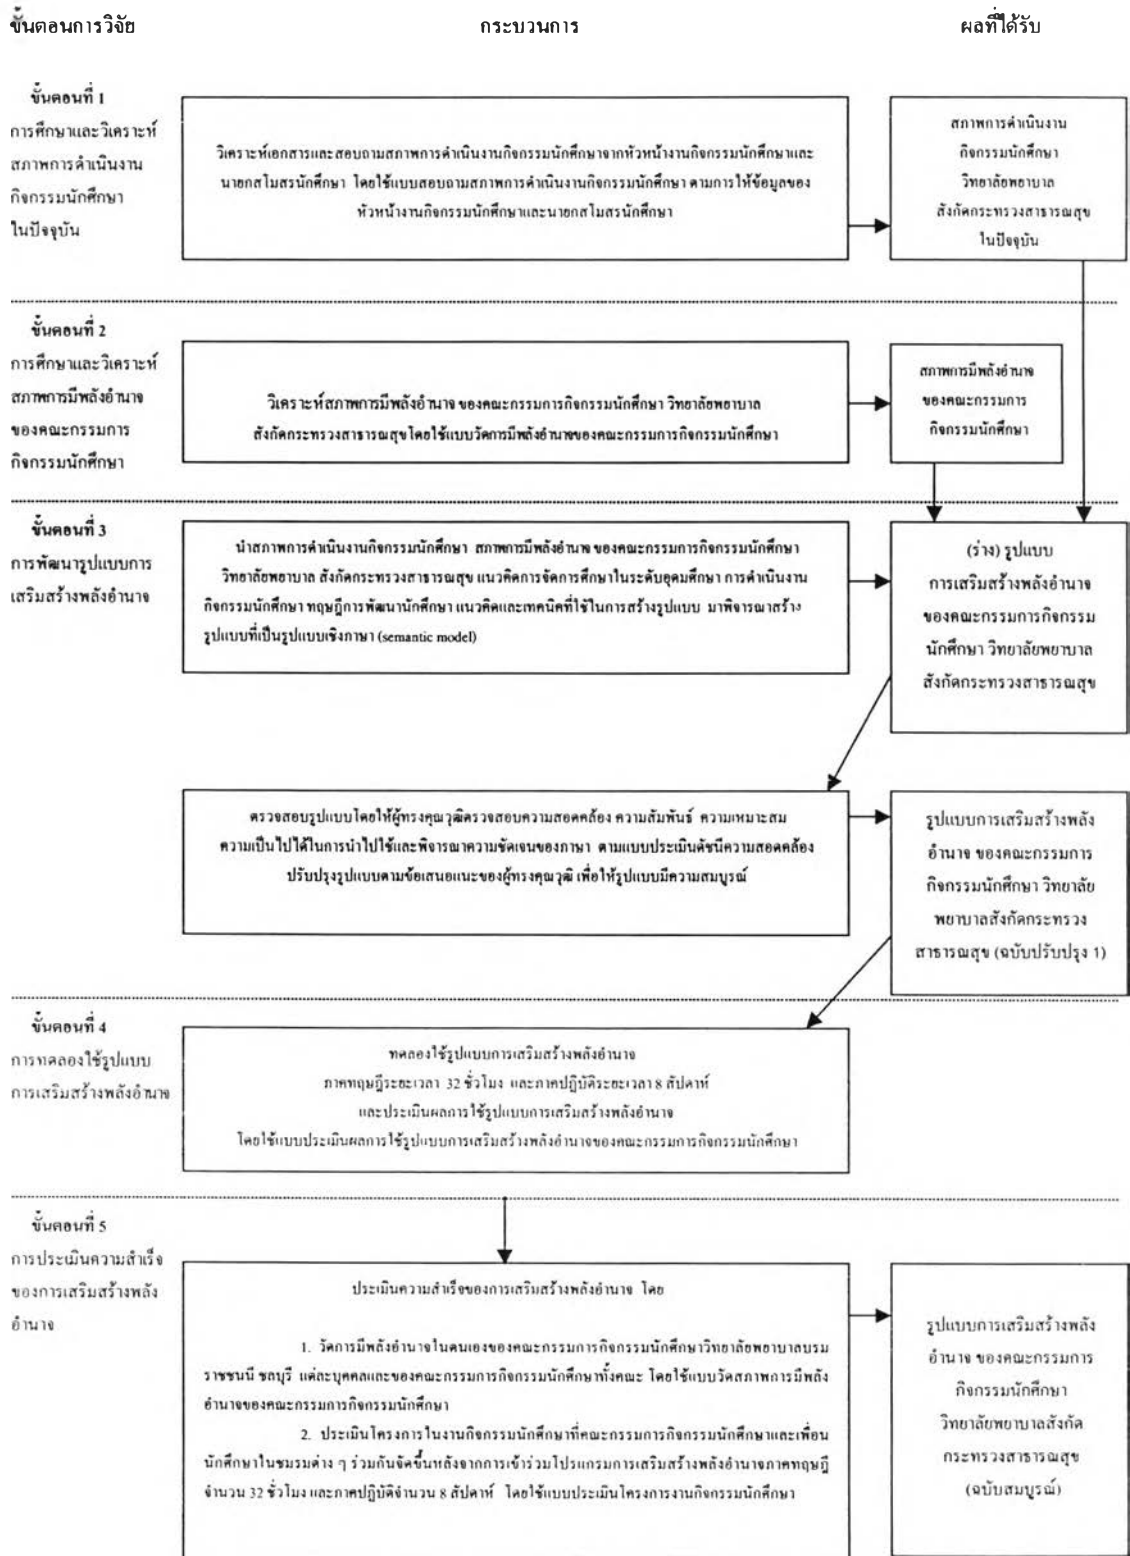 ขั้นตอนการวิจัย
กระบวนการ
ผลที่ได้รับ
ขั้นตอนที่ 1
การศึกษาและวิเคราะห์
สภาพการดำเนินงาน
กิจกรรมนักศึกษา
ในปัจจุบัน
วิเคราะห์เอกสารและสอบถามสภาพการดำเนินงานกิจกรรมนักศึกษาจากหัวหน้างานกิจกรรมนักศึกษาและ
นายกสโมสรนักศึกษา โดยใช้แบบสอบถามสภาพการดำเนินงานกิจกรรมนักศึกษา ตามการให้ข้อมูลของ
หัวหน้างานกิจกรรมนักศึกษาและนายกสโมสรนักศึกษา
สภาพการดำเนินงาน
กิจกรรมนักศึกษา
วิทยาลัยพยาบาล
สังกัดกระทรวงสาธารณสุข
ในปัจจุบัน
ขั้นตอนที่ 2
การศึกษาและวิเคราะห์
สภาพการมีพลังอำนาจ
ของคณะกรรมการ
กิจกรรมนักศึกษา
วิเคราะห์สภาพการมีพลังอำนาจ ของคณะกรรมการกิจกรรมนักศึกษา วิทยาลัยพยาบาล
สังกัดกระทรวงสาธารณสุขโดยใช้แบบวัดการมีพลังอำนาจของคณะกรรมการกิจกรรมนักศึกษา
สภาพการมีพลังอำนาจ
ของคณะกรรมการ
กิจกรรมนักศึกษา
ขั้นตอนที่ 3
การพัฒนารูปแบบการ
เสริมสร้างพลังอำนาจ
นำสภาพการดำเนินงานกิจกรรมนักศึกษา สภาพการมีพลังอำนาจ ของคณะกรรมการกิจกรรมนักศึกษา
วิทยาลัยพยาบาล สังกัดกระทรวงสาธารณสุข แนวคิดการจัดการศึกษาในระดับอุดมศึกษา การดำเนินงาน
กิจกรรมนักศึกษา ทฤษฎีการพัฒนานักศึกษา แนวคิดและเทคนิคที่ใช้ในการสร้างรูปแบบ มาพิจารณาสร้าง
รูปแบบที่เป็นรูปแบบเชิงภาษา (semantic model)
(ร่าง) รูปแบบ
การเสริมสร้างพลังอำนาจ
ของคณะกรรมการกิจกรรม
นักศึกษา วิทยาลัยพยาบาล
สังกัดกระทรวงสาธารณสุข
ตรวจสอบรูปแบบโดยให้ผู้ทรงคุณวุฒิตรวจสอบความสอดคล้อง ความสัมพันธ์ ความเหมาะสม
ความเป็นไปได้ในการนำไปใช้และพิจารณาความชัดเจนของภาษา ตามแบบประเมินดัชนีความสอดคล้อง
ปรับปรุงรูปแบบตามข้อเสนอแนะของผู้ทรงคุณวุฒิ เพื่อให้รูปแบบมีความสมบูรณ์
รูปแบบการเสริมสร้างพลัง
อำนาจ ของคณะกรรมการ
กิจกรรมนักศึกษา วิทยาลัย
พยาบาลสังกัดกระทรวง
สาธารณสุข (ฉบับปรับปรุง 1)
ขั้นตอนที่ 4
การทดลองใช้รูปแบบ
การเสริมสร้างพลังอำนาจ
ทดลองใช้รูปแบบการเสริมสร้างพลังอำนาจ
ภาคทฤษฎีระยะเวลา 32 ชั่วโมง และภาคปฏิบัติระยะเวลา 8 สัปดาห์
และประเมินผลการใช้รูปแบบการเสริมสร้างพลังอำนาจ
โดยใช้แบบประเมินผลการใช้รูปแบบการเสริมสร้างพลังอำนาจของคณะกรรมการกิจกรรมนักศึกษา
ขั้นตอนที่ 5
การประเมินความสำเร็จ
ของการเสริมสร้างพลัง
อำนาจ
ประเมินความสำเร็จของการเสริมสร้างพลังอำนาจ โดย
1. วัดการมีพลังอำนาจในตนเองของคณะกรรมการกิจกรรมนักศึกษาวิทยาลัยพยาบาลบรม
ราชชนนี ชลบุรี แต่ละบุคคลและของคณะกรรมการกิจกรรมนักศึกษาทั้งคณะ โดยใช้แบบวัดสภาพการมีพลัง
อำนาจของคณะกรรมการกิจกรรมนักศึกษา
2. ประเมินโครงการในงานกิจกรรมนักศึกษาที่คณะกรรมการกิจกรรมนักศึกษาและเพื่อน
นักศึกษาในชมรมต่าง ๆ ร่วมกันจัดขึ้นหลังจากการเข้าร่วมโปรแกรมการเสริมสร้างพลังอำนาจภาคทฤษฎี
จำนวน 32 ชั่วโมง และภาคปฏิบัติจำนวน 8 สัปดาห์ โดยใช้แบบประเมินโครงการงานกิจกรรมนักศึกษา
รูปแบบการเสริมสร้างพลัง
อำนาจ ของคณะกรรมการ
กิจกรรมนักศึกษา
วิทยาลัยพยาบาลสังกัด
กระทรวงสาธารณสุข
(ฉบับสมบูรณ์)